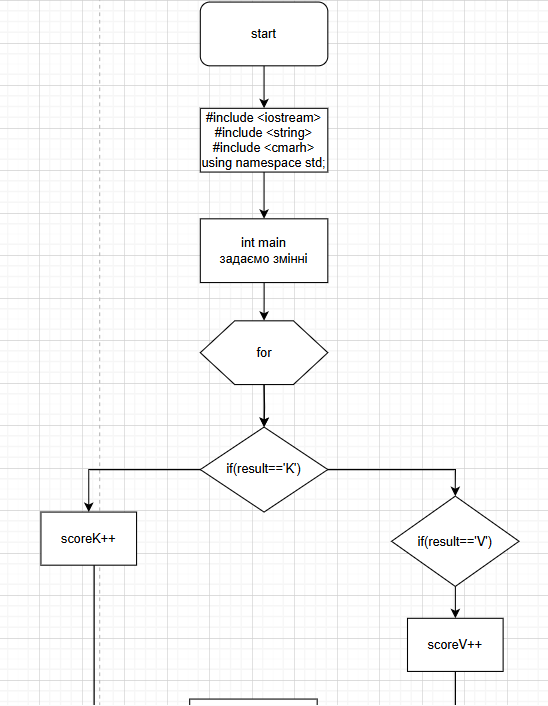 start
#include <iostream>
#include <string>
#include <cmarh>
using namespace std;
int main
задаємо змінні
for
if(result=='K')
scoreK++
if(result=='V')
scoreV++